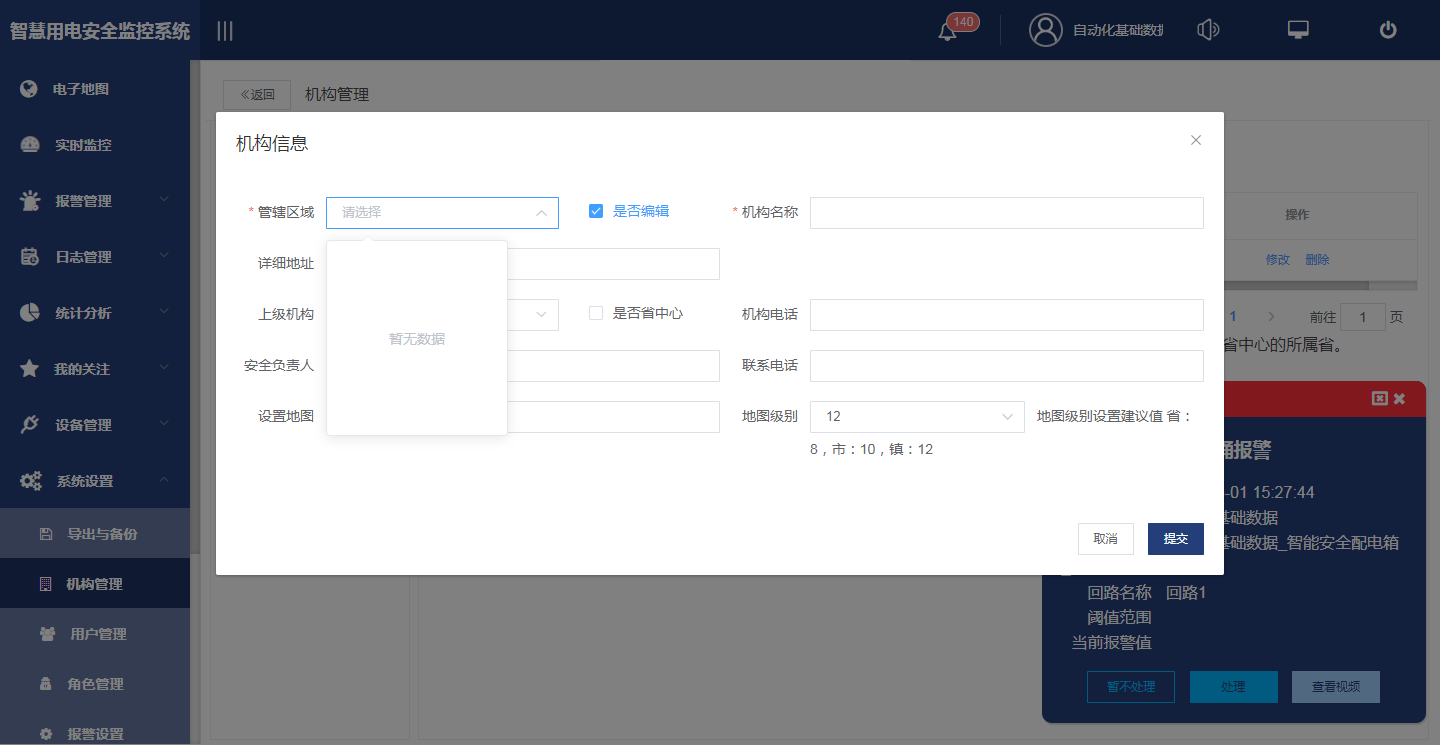 智慧用电安全监控系统
140
自动化基础数据
电子地图
实时监控
报警管理
日志管理
统计分析
我的关注
设备管理
系统设置
导出与备份
机构管理
用户管理
角色管理
报警设置
《返回
机构管理
机构信息
* 管辖区域
请选择
是否编辑
* 机构名称
详细地址
上级机构
是否省中心
机构电话
安全负责人
联系电话
设置地图
地图级别
12
地图级别设置建议值 省：
8，市：10，镇：12
暂无数据
取消
提交
操作
修改 删除
1
前往 1 页
省中心的所属省。
报警
-01 15:27:44
基础数据
基础数据_智能安全配电箱
回路名称 回路1
阈值范围
当前报警值
暂不处理
处理
查看视频